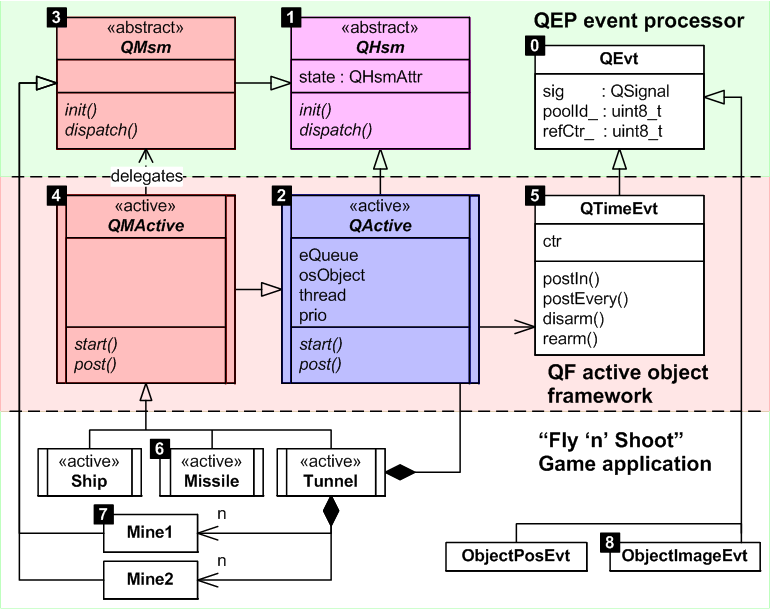 QEP event processor
3
«abstract»
QMsm
init()
dispatch()
1
«abstract»
QHsm
state : QHsmAttr
init()
dispatch()
0
QEvt
sig : QSignal
poolId_ : uint8_t
refCtr_ : uint8_t
delegates
4
«active»
QMActive
start()
post()
2
«active»
QActive
eQueue
osObject
thread
prio
start()
post()
5
QTimeEvt
ctr
postIn()
postEvery()
disarm()
rearm()
QF active object
framework
“Fly ‘n’ Shoot”
Game application
«active»
Ship
6
«active»
Missile
«active»
Tunnel
7
Mine1
n
Mine2
n
ObjectPosEvt
8
ObjectImageEvt